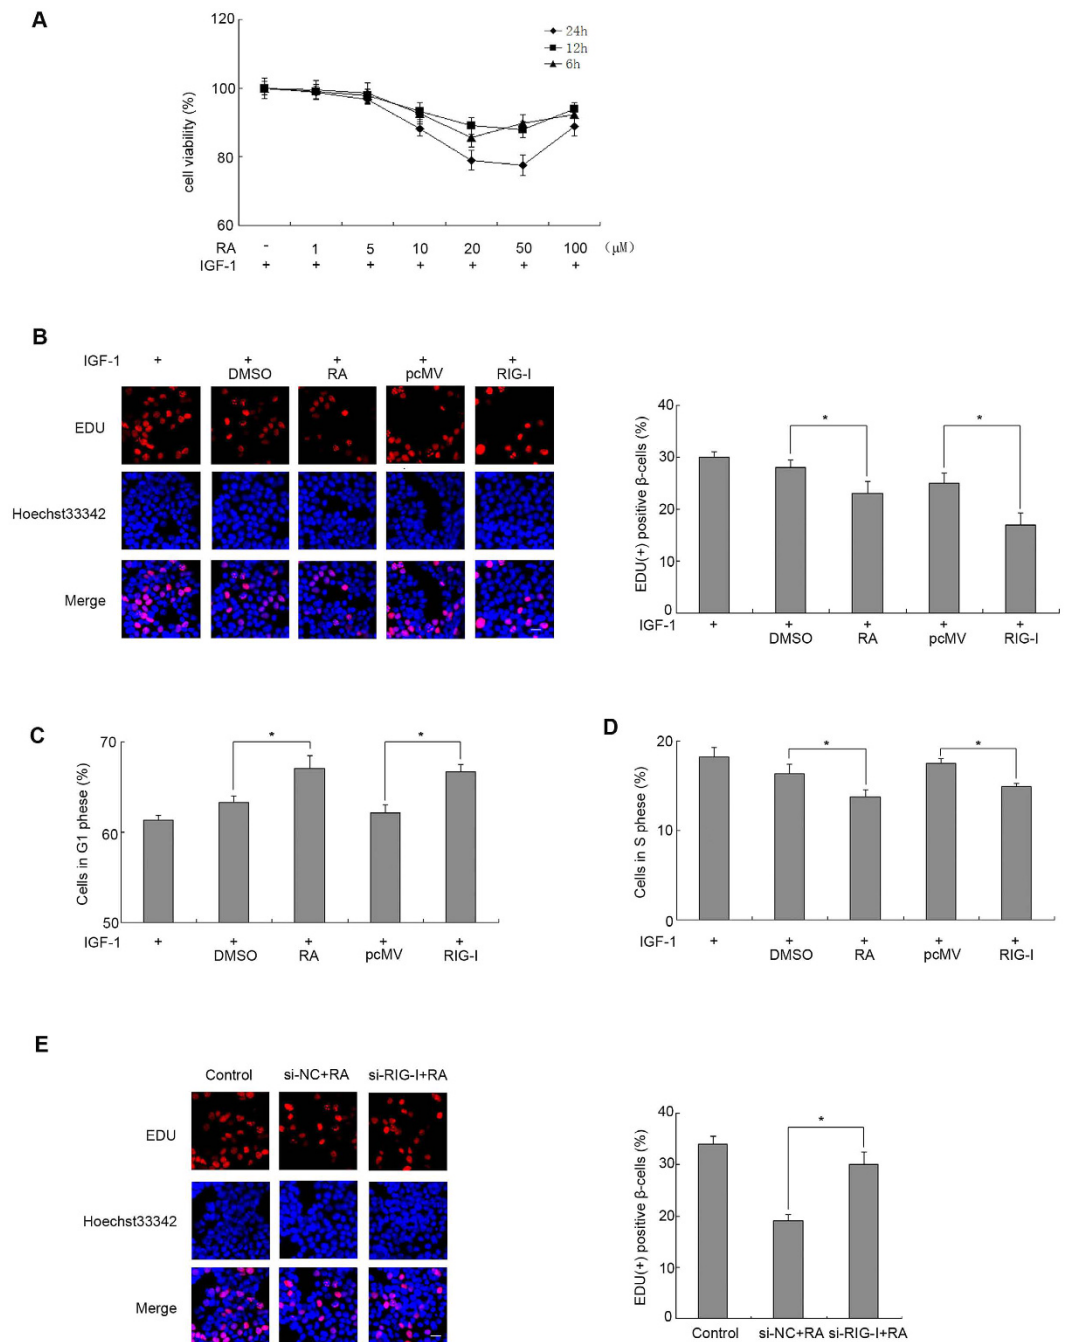 A
120
100
80
60
cell viability (%)
24h
12h
6h
RA - 1 5 10 20 50 100 (μM)
IGF-1 + + + + + + +
B
IGF-1 + + + + +
DMSO RA pcMV RIG-I
EDU
Hoechst33342
Merge
EDU(+) positive β-cells (%)
40
30
20
10
0
* *
IGF-1 + + + + +
DMSO RA pcMV RIG-I
C
Cells in G1 phese (%)
70
60
50
* *
IGF-1 + + + + +
DMSO RA pcMV RIG-I
D
Cells in S phese (%)
20
10
0
* *
IGF-1 + + + + +
DMSO RA pcMV RIG-I
E
Control si-NC+RA si-RIG-I+RA
EDU
Hoechst33342
Merge
EDU(+) positive β-cells (%)
40
30
20
10
0
*
Control si-NC+RA si-RIG-I+RA